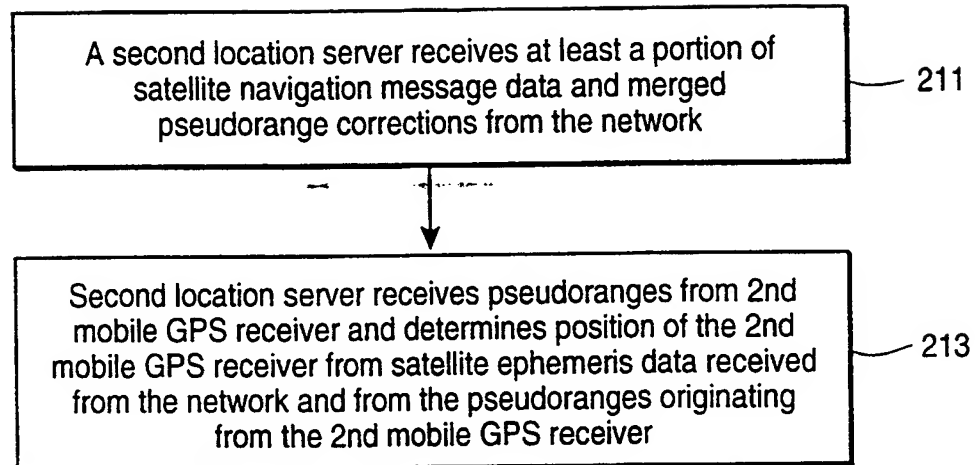 A second location server receives at least a portion of
satellite navigation message data and merged
pseudorange corrections from the network
211
Second location server receives pseudoranges from 2nd
mobile GPS receiver and determines position of the 2nd
mobile GPS receiver from satellite ephemeris data received
from the network and from the pseudoranges originating
from the 2nd mobile GPS receiver
213